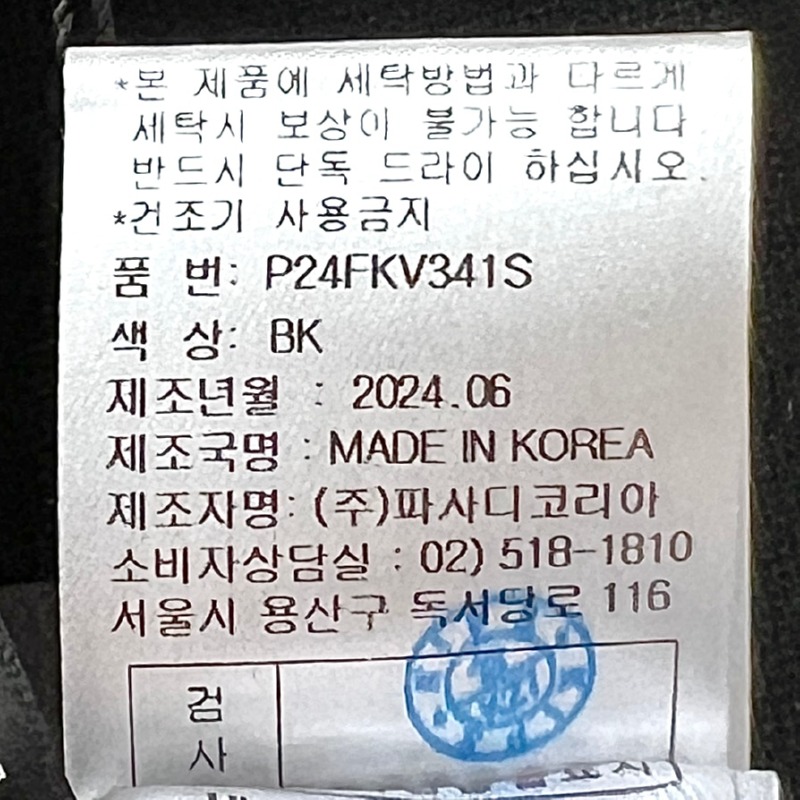 *본 제품에 세탁방법과 다르게
세탁시 보상이 불가능 합니다
반드시 단독 드라이 하십시오.
*건조기 사용금지
품 번: P24FKV341S
색 상: BK
제조년월 : 2024.06
제조국명 : MADE IN KOREA
제조자명: (주)파사디코리아
소비자상담실 : 02) 518-1810
서울시 용산구 독서당로 116
검
사